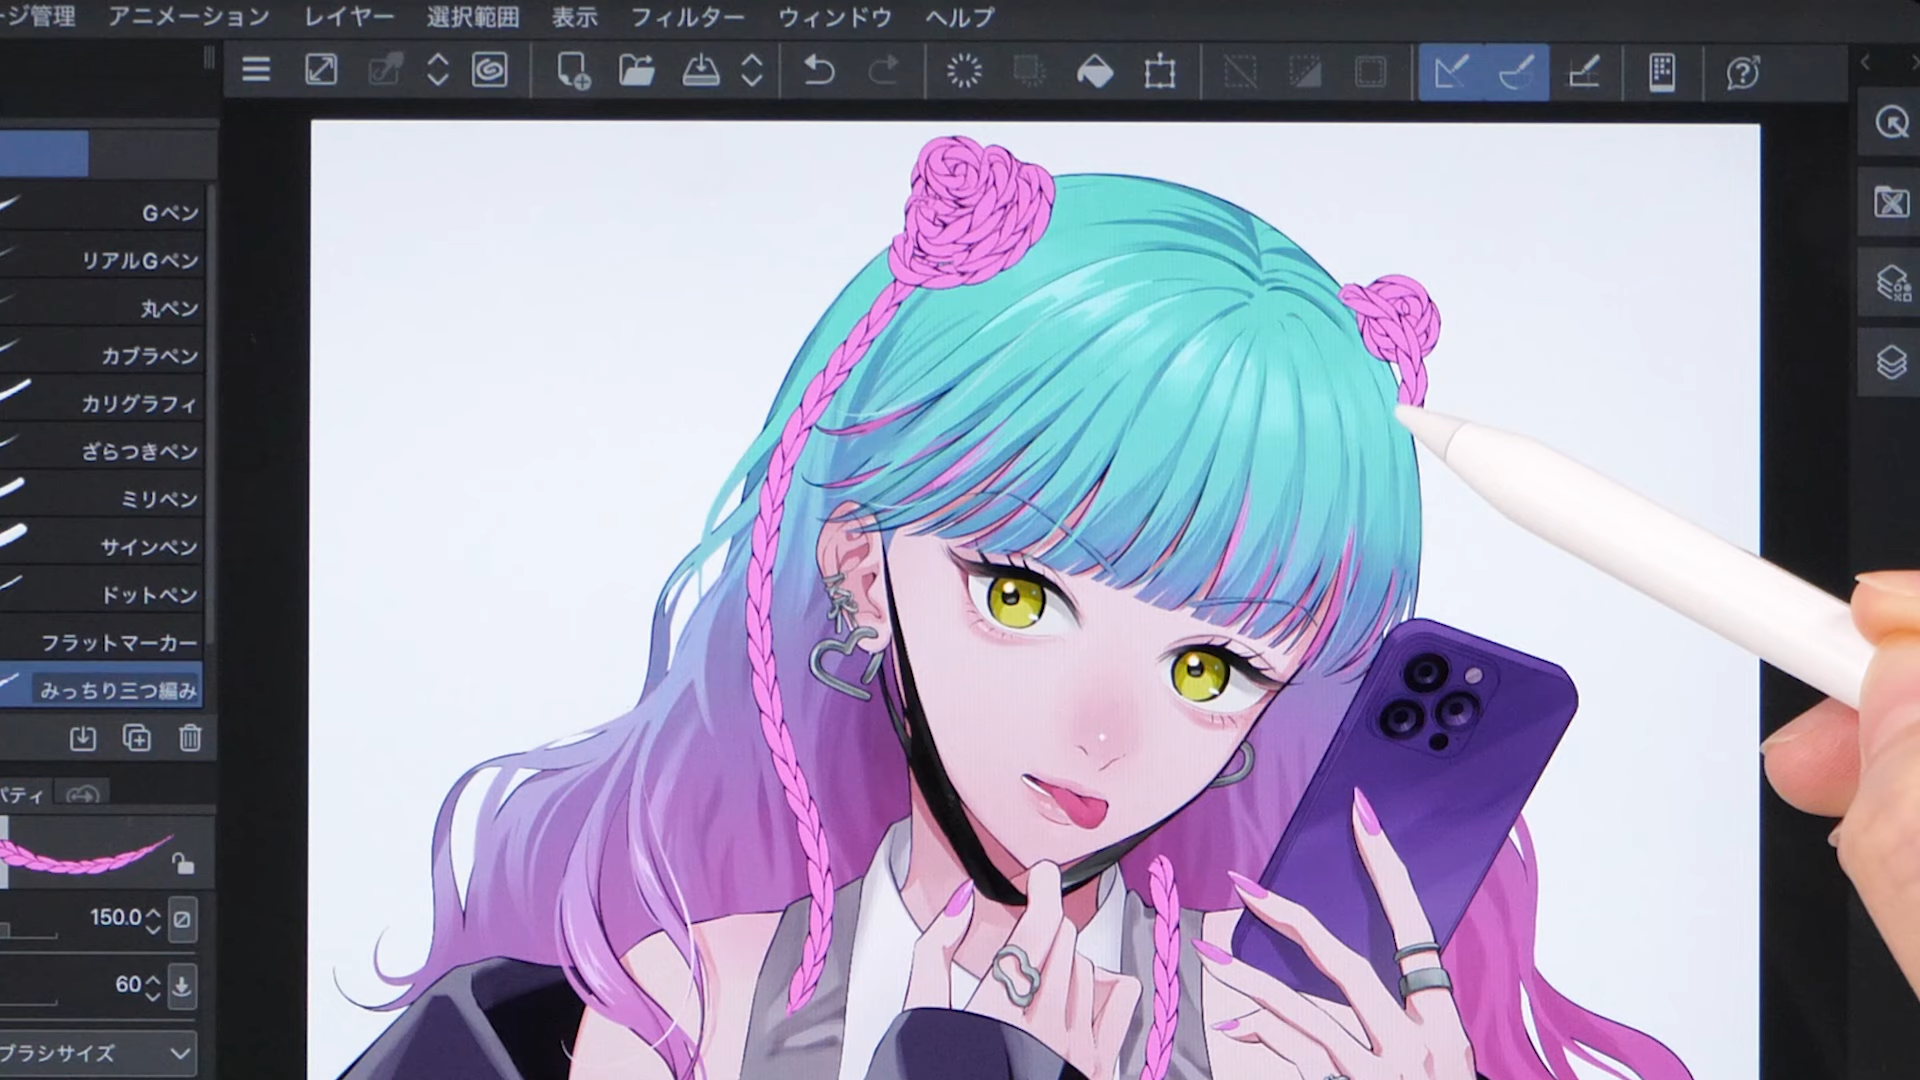 ージ管理 アニメーション レイヤー 選択範囲 表示 フィルター ウィンドウ ヘルプ
Gペン
リアルGペン
丸ペン
カブラペン
カリグラフィ
ざらつきペン
ミリペン
サインペン
ドットペン
フラットマーカー
みっちり三つ編み
パティ
150.0
60
ブラシサイズ